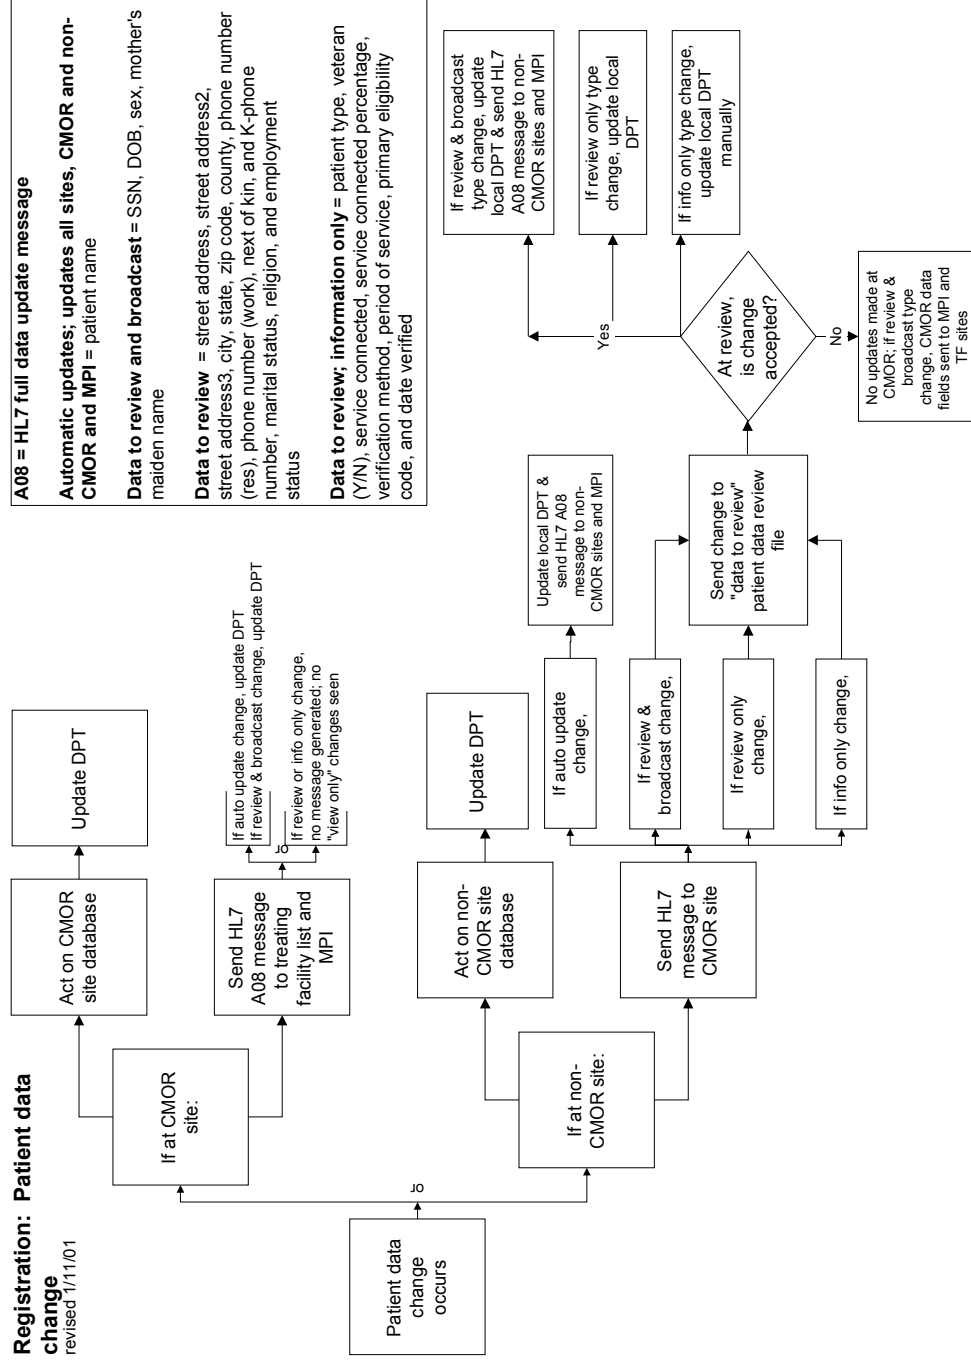 Registration:  Patient data
change
revised 1/11/01
A08 = HL7 full data update message
Automatic updates; updates all sites, CMOR and non-
CMOR and MPI = patient name
Data to review and broadcast = SSN, DOB, sex, mother's
maiden name
Data to review = street address, street address2,
street address3, city, state, zip code, county, phone number
(res), phone number (work), next of kin, and K-phone
number, marital status, religion, and employment
status
Data to review; information only = patient type, veteran
(Y/N), service connected, service connected percentage,
verification method, period of service, primary eligibility
code, and date verified
Patient data
change
occurs
or
If at CMOR
site:
Act on CMOR
site database
Update DPT
Send HL7
A08 message
to treating
facility list and
MPI
or
If auto update change, update DPT
If review & broadcast change, update DPT
If review or info only change,
no message generated; no
"view only" changes seen
If at non-
CMOR site:
Act on non-
CMOR site
database
Update DPT
Send HL7
message to
CMOR site
If auto update
change,
Update local DPT &
send HL7 A08
message to non-
CMOR sites and MPI
If review &
broadcast change,
If review only
change,
If info only change,
Send change to
"data to review"
patient data review
file
At review,
is change
accepted?
Yes
If review & broadcast
type change, update
local DPT & send HL7
A08 message to non-
CMOR sites and MPI
If review only type
change, update local
DPT
If info only type change,
update local DPT
manually
No
No updates made at
CMOR; if review &
broadcast type
change, CMOR data
fields sent to MPI and
TF sites